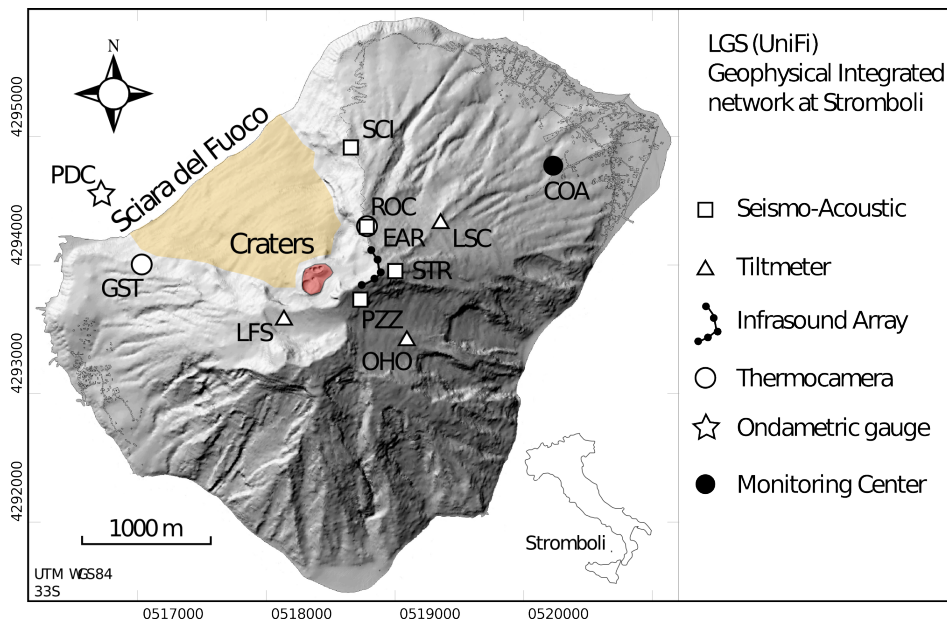 LGS (UniFi)
Geophysical Integrated
network at Stromboli
N
SCI
Sciara del Fuoco
PDC
COA
ROC
EAR
LSC
Craters
STR
GST
LFS
PZZ
OHO
Seismo-Acoustic
Tiltmeter
Infrasound Array
Thermocamera
Ondametric gauge
Monitoring Center
1000 m
Stromboli
UTM WGS84
33S
4295000
4294000
4293000
4292000
0517000
0518000
0519000
0520000